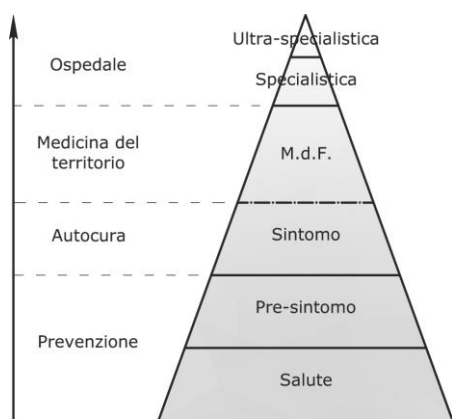 Ultra-specialistica
Ospedale
Specialistica
Medicina del
territorio
M.d.F.
Autocura
Sintomo
Pre-sintomo
Prevenzione
Salute